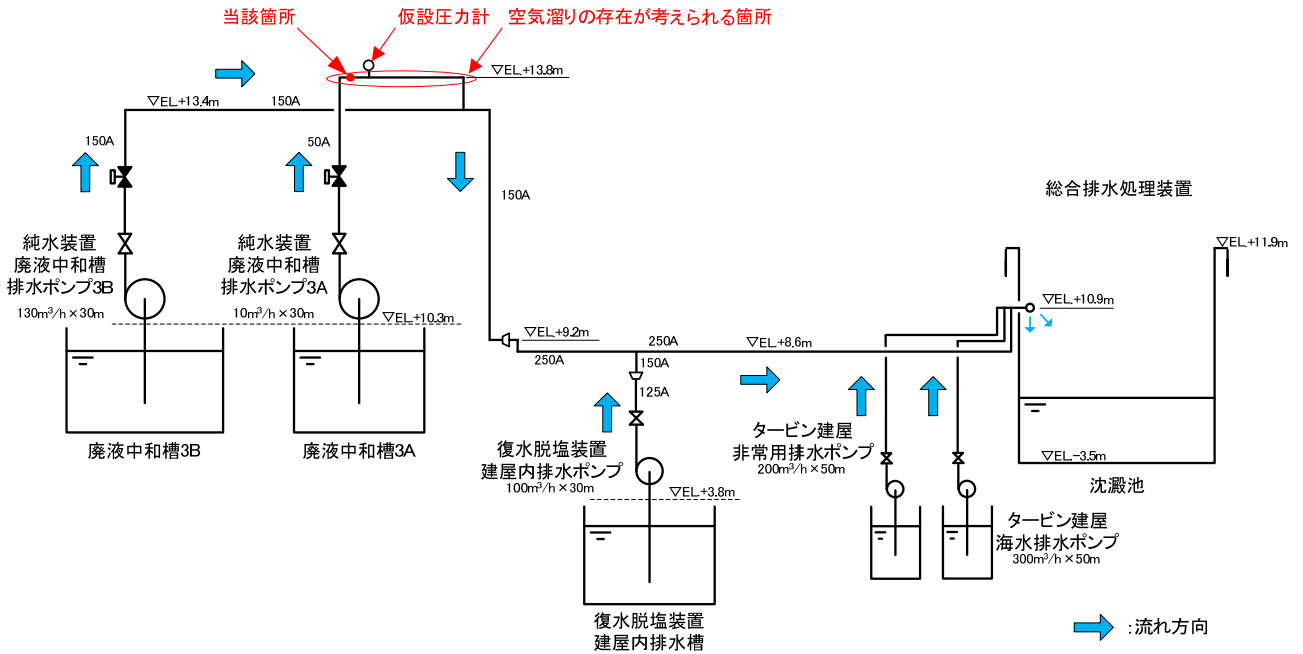 当該箇所
仮設圧力計
空気溜りの存在が考えられる箇所
▽EL.+13.8m
▽EL.+13.4m
150A
150A
50A
150A
総合排水処理装置
▽EL.+11.9m
純水装置
廃液中和槽
排水ポンプ3B
130m³/h×30m
純水装置
廃液中和槽
排水ポンプ3A
10m³/h×30m
▽EL.+10.3m
▽EL.+10.9m
▽EL.+9.2m
250A
250A
▽EL.+8.6m
150A
125A
廃液中和槽3B
廃液中和槽3A
復水脱塩装置
建屋内排水ポンプ
100m³/h×30m
▽EL.+3.8m
タービン建屋
非常用排水ポンプ
200m³/h×50m
▽EL.-3.5m
沈澱池
タービン建屋
海水排水ポンプ
300m³/h×50m
復水脱塩装置
建屋内排水槽
:流れ方向